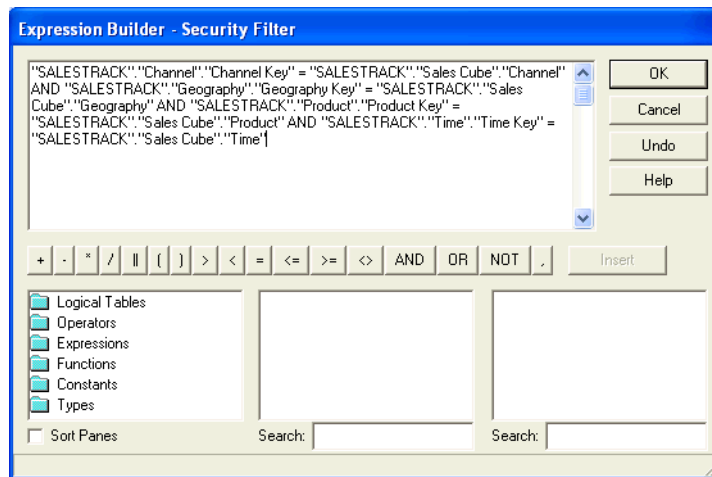 Expression Builder - Security Filter
"SALESTRACK"."Channel"."Channel Key" = "SALESTRACK"."Sales Cube"."Channel"
AND "SALESTRACK"."Geography"."Geography Key" = "SALESTRACK"."Sales
Cube"."Geography" AND "SALESTRACK"."Product"."Product Key" =
"SALESTRACK"."Sales Cube"."Product" AND "SALESTRACK"."Time"."Time Key" =
"SALESTRACK"."Sales Cube"."Time"
OK
Cancel
Undo
Help
+ - * / || ( ) > < = <= >= <> AND OR NOT , Insert
Logical Tables
Operators
Expressions
Functions
Constants
Types
Sort Panes Search: Search: